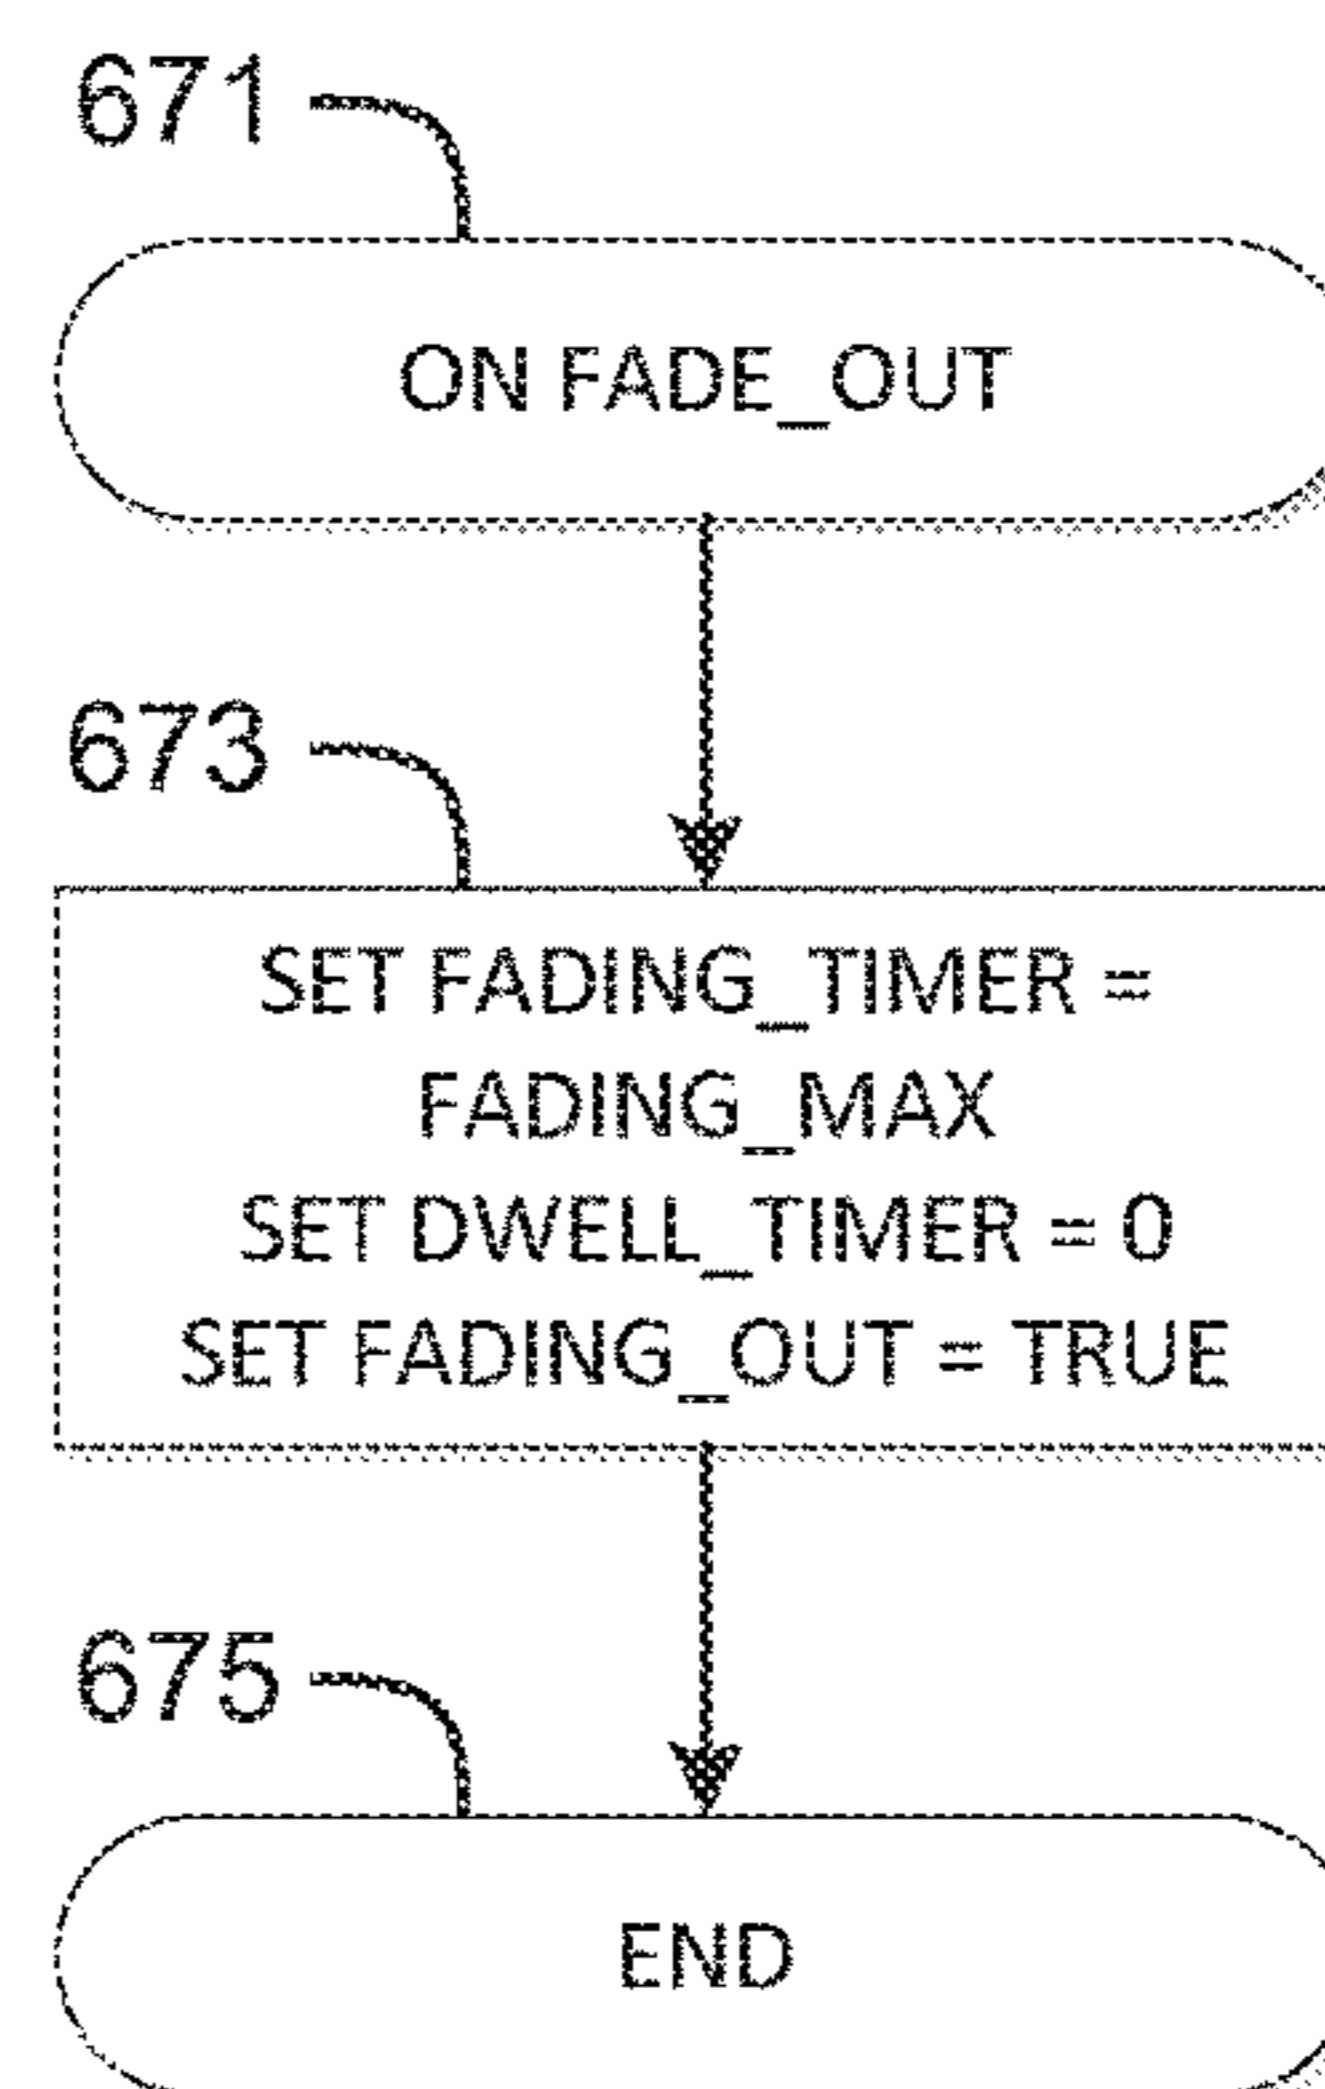 671
ON FADE_OUT
673
SET FADING_TIMER =
FADING_MAX
SET DWELL_TIMER = 0
SET FADING_OUT = TRUE
675
END